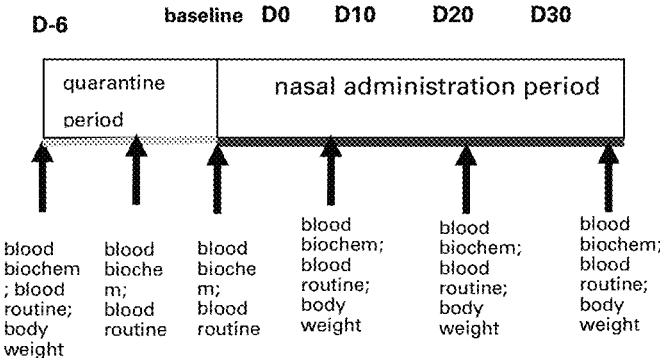 D-6
baseline D0 D10 D20 D30
quarantine
period
nasal administration period
blood
biochem
; blood
routine;
body
weight
blood
bioche
m;
blood
routine
blood
bioche
m;
blood
routine
blood
biochem;
blood
routine;
body
weight
blood
biochem;
blood
routine;
body
weight
blood
biochem;
blood
routine;
body
weight